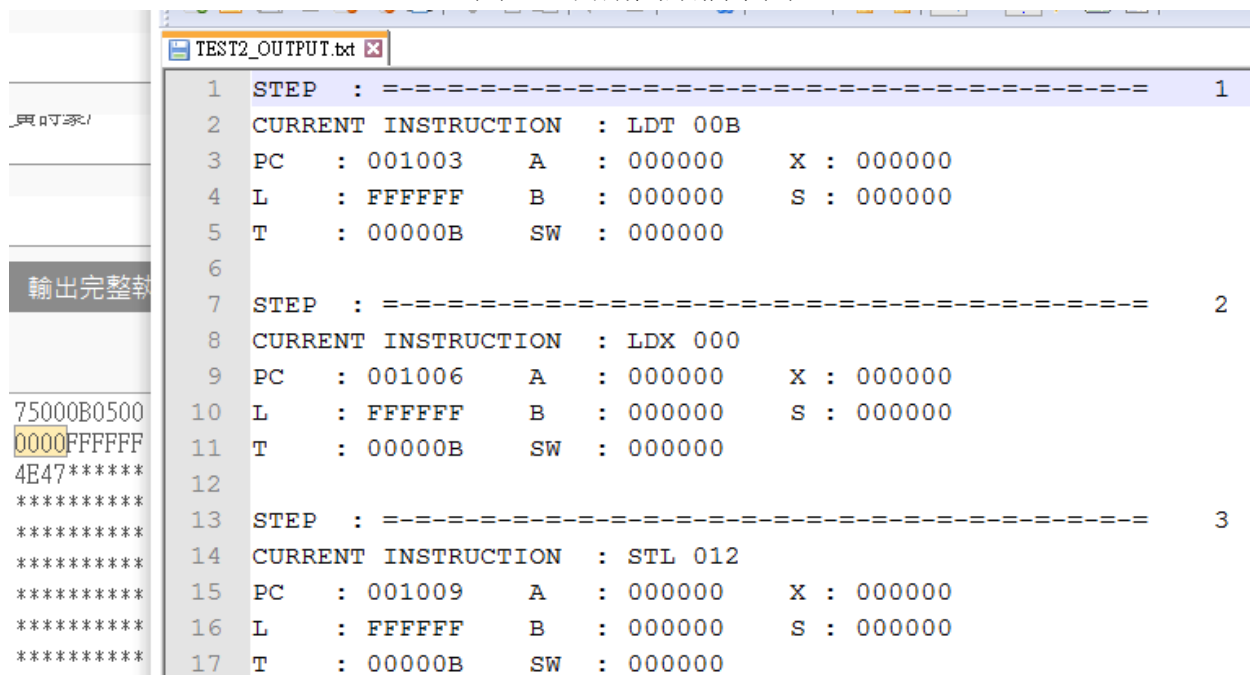 TEST2_OUTPUT.txt
1 STEP : =-=-=-=-=-=-=-=-=-=-=-=-=-=-=-=-=-=-=-=-=-=-=-= 1
2 CURRENT INSTRUCTION : LDT 00B
3 PC : 001003 A : 000000 X : 000000
4 L : FFFFFF B : 000000 S : 000000
5 T : 00000B SW : 000000
6
7 STEP : =-=-=-=-=-=-=-=-=-=-=-=-=-=-=-=-=-=-=-=-=-=-=-= 2
8 CURRENT INSTRUCTION : LDX 000
9 PC : 001006 A : 000000 X : 000000
10 L : FFFFFF B : 000000 S : 000000
11 T : 00000B SW : 000000
12
13 STEP : =-=-=-=-=-=-=-=-=-=-=-=-=-=-=-=-=-=-=-=-=-=-=-= 3
14 CURRENT INSTRUCTION : STL 012
15 PC : 001009 A : 000000 X : 000000
16 L : FFFFFF B : 000000 S : 000000
17 T : 00000B SW : 000000
輸出完整執
75000B0500
0000FFFFFF
4E47******
**********
**********
**********
**********
**********
**********